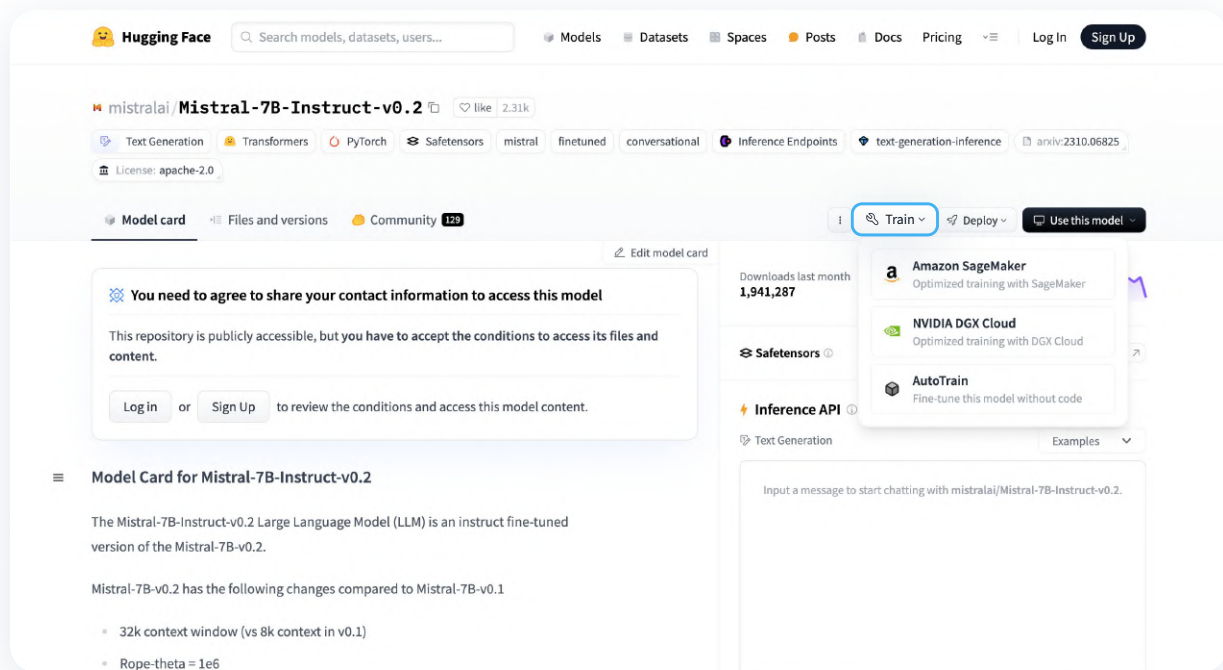 Hugging Face
Search models, datasets, users...
Models
Datasets
Spaces
Posts
Docs
Pricing
Log In
Sign Up
mistralai/Mistral-7B-Instruct-v0.2
like 2.31k
Text Generation
Transformers
PyTorch
Safetensors
mistral
finetuned
conversational
Inference Endpoints
text-generation-inference
arxiv:2310.06825
License: apache-2.0
Model card
Files and versions
Community 129
Train
Deploy
Use this model
Edit model card
You need to agree to share your contact information to access this model
This repository is publicly accessible, but you have to accept the conditions to access its files and
content.
Log in or Sign Up to review the conditions and access this model content.
Model Card for Mistral-7B-Instruct-v0.2
The Mistral-7B-Instruct-v0.2 Large Language Model (LLM) is an instruct fine-tuned
version of the Mistral-7B-v0.2.
Mistral-7B-v0.2 has the following changes compared to Mistral-7B-v0.1
32k context window (vs 8k context in v0.1)
Rope-theta = 1e6
Downloads last month
1,941,287
Amazon SageMaker
Optimized training with SageMaker
NVIDIA DGX Cloud
Optimized training with DGX Cloud
AutoTrain
Fine-tune this model without code
Safetensors
Inference API
Text Generation
Examples
Input a message to start chatting with mistralai/Mistral-7B-Instruct-v0.2.